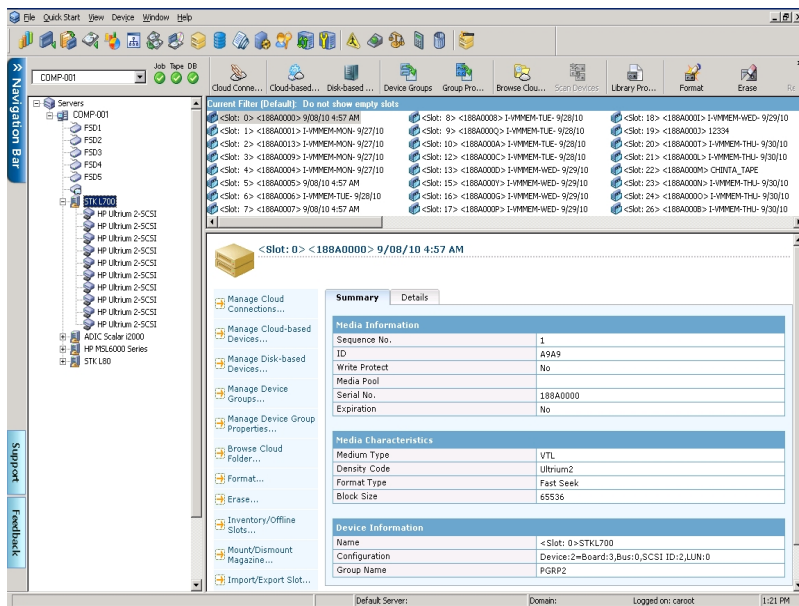 File Quick Start View Device Window Help
COMP-001
Job Tape DB
Cloud Conne... Cloud-based... Disk-based ... Device Groups Group Pro... Browse Clou... Scan Devices Library Pro... Format Erase Re
Navigation Bar
Support
Feedback
Servers
COMP-001
FSD1
FSD2
FSD3
FSD4
FSD5
STK L700
HP Ultrium 2-SCSI
HP Ultrium 2-SCSI
HP Ultrium 2-SCSI
HP Ultrium 2-SCSI
HP Ultrium 2-SCSI
HP Ultrium 2-SCSI
HP Ultrium 2-SCSI
HP Ultrium 2-SCSI
HP Ultrium 2-SCSI
HP Ultrium 2-SCSI
ADIC Scalar i2000
HP MSL6000 Series
STK L80
Current Filter [Default]: Do not show empty slots
<Slot: 0> <188A0000> 9/08/10 4:57 AM
<Slot: 1> <188A0001> I-VMMEM-MON- 9/27/10
<Slot: 2> <188A0013> I-VMMEM-MON- 9/27/10
<Slot: 3> <188A0009> I-VMMEM-MON- 9/27/10
<Slot: 4> <188A0004> I-VMMEM-MON- 9/27/10
<Slot: 5> <188A0005> 9/08/10 4:57 AM
<Slot: 6> <188A0006> I-VMMEM-TUE- 9/28/10
<Slot: 7> <188A0007> 9/08/10 4:57 AM
<Slot: 8> <188A0008> I-VMMEM-TUE- 9/28/10
<Slot: 9> <188A000Q> I-VMMEM-TUE- 9/28/10
<Slot: 10> <188A000A> I-VMMEM-TUE- 9/28/10
<Slot: 12> <188A000C> I-VMMEM-TUE- 9/28/10
<Slot: 13> <188A000D> I-VMMEM-WED- 9/29/10
<Slot: 15> <188A000Y> I-VMMEM-WED- 9/29/10
<Slot: 16> <188A000G> I-VMMEM-WED- 9/29/10
<Slot: 17> <188A000P> I-VMMEM-WED- 9/29/10
<Slot: 18> <188A000I> I-VMMEM-WED- 9/29/10
<Slot: 19> <188A000J> 12334
<Slot: 20> <188A000T> I-VMMEM-THU- 9/30/10
<Slot: 21> <188A000L> I-VMMEM-THU- 9/30/10
<Slot: 22> <188A000M> CHINTA_TAPE
<Slot: 23> <188A000N> I-VMMEM-THU- 9/30/10
<Slot: 24> <188A000O> I-VMMEM-THU- 9/30/10
<Slot: 26> <188A000B> I-VMMEM-THU- 9/30/10
<Slot: 0> <188A0000> 9/08/10 4:57 AM
Manage Cloud
Connections...
Manage Cloud-based
Devices...
Manage Disk-based
Devices...
Manage Device
Groups...
Manage Device Group
Properties...
Browse Cloud
Folder...
Format...
Erase...
Inventory/Offline
Slots...
Mount/Dismount
Magazine...
Import/Export Slot...
Summary Details
Media Information
Sequence No. 1
ID A9A9
Write Protect No
Media Pool
Serial No. 188A0000
Expiration No
Media Characteristics
Medium Type VTL
Density Code Ultrium2
Format Type Fast Seek
Block Size 65536
Device Information
Name <Slot: 0>STKL700
Configuration Device:2=Board:3,Bus:0,SCSI ID:2,LUN:0
Group Name PGRP2
Default Server: Domain: Logged on: caroot 1:21 PM